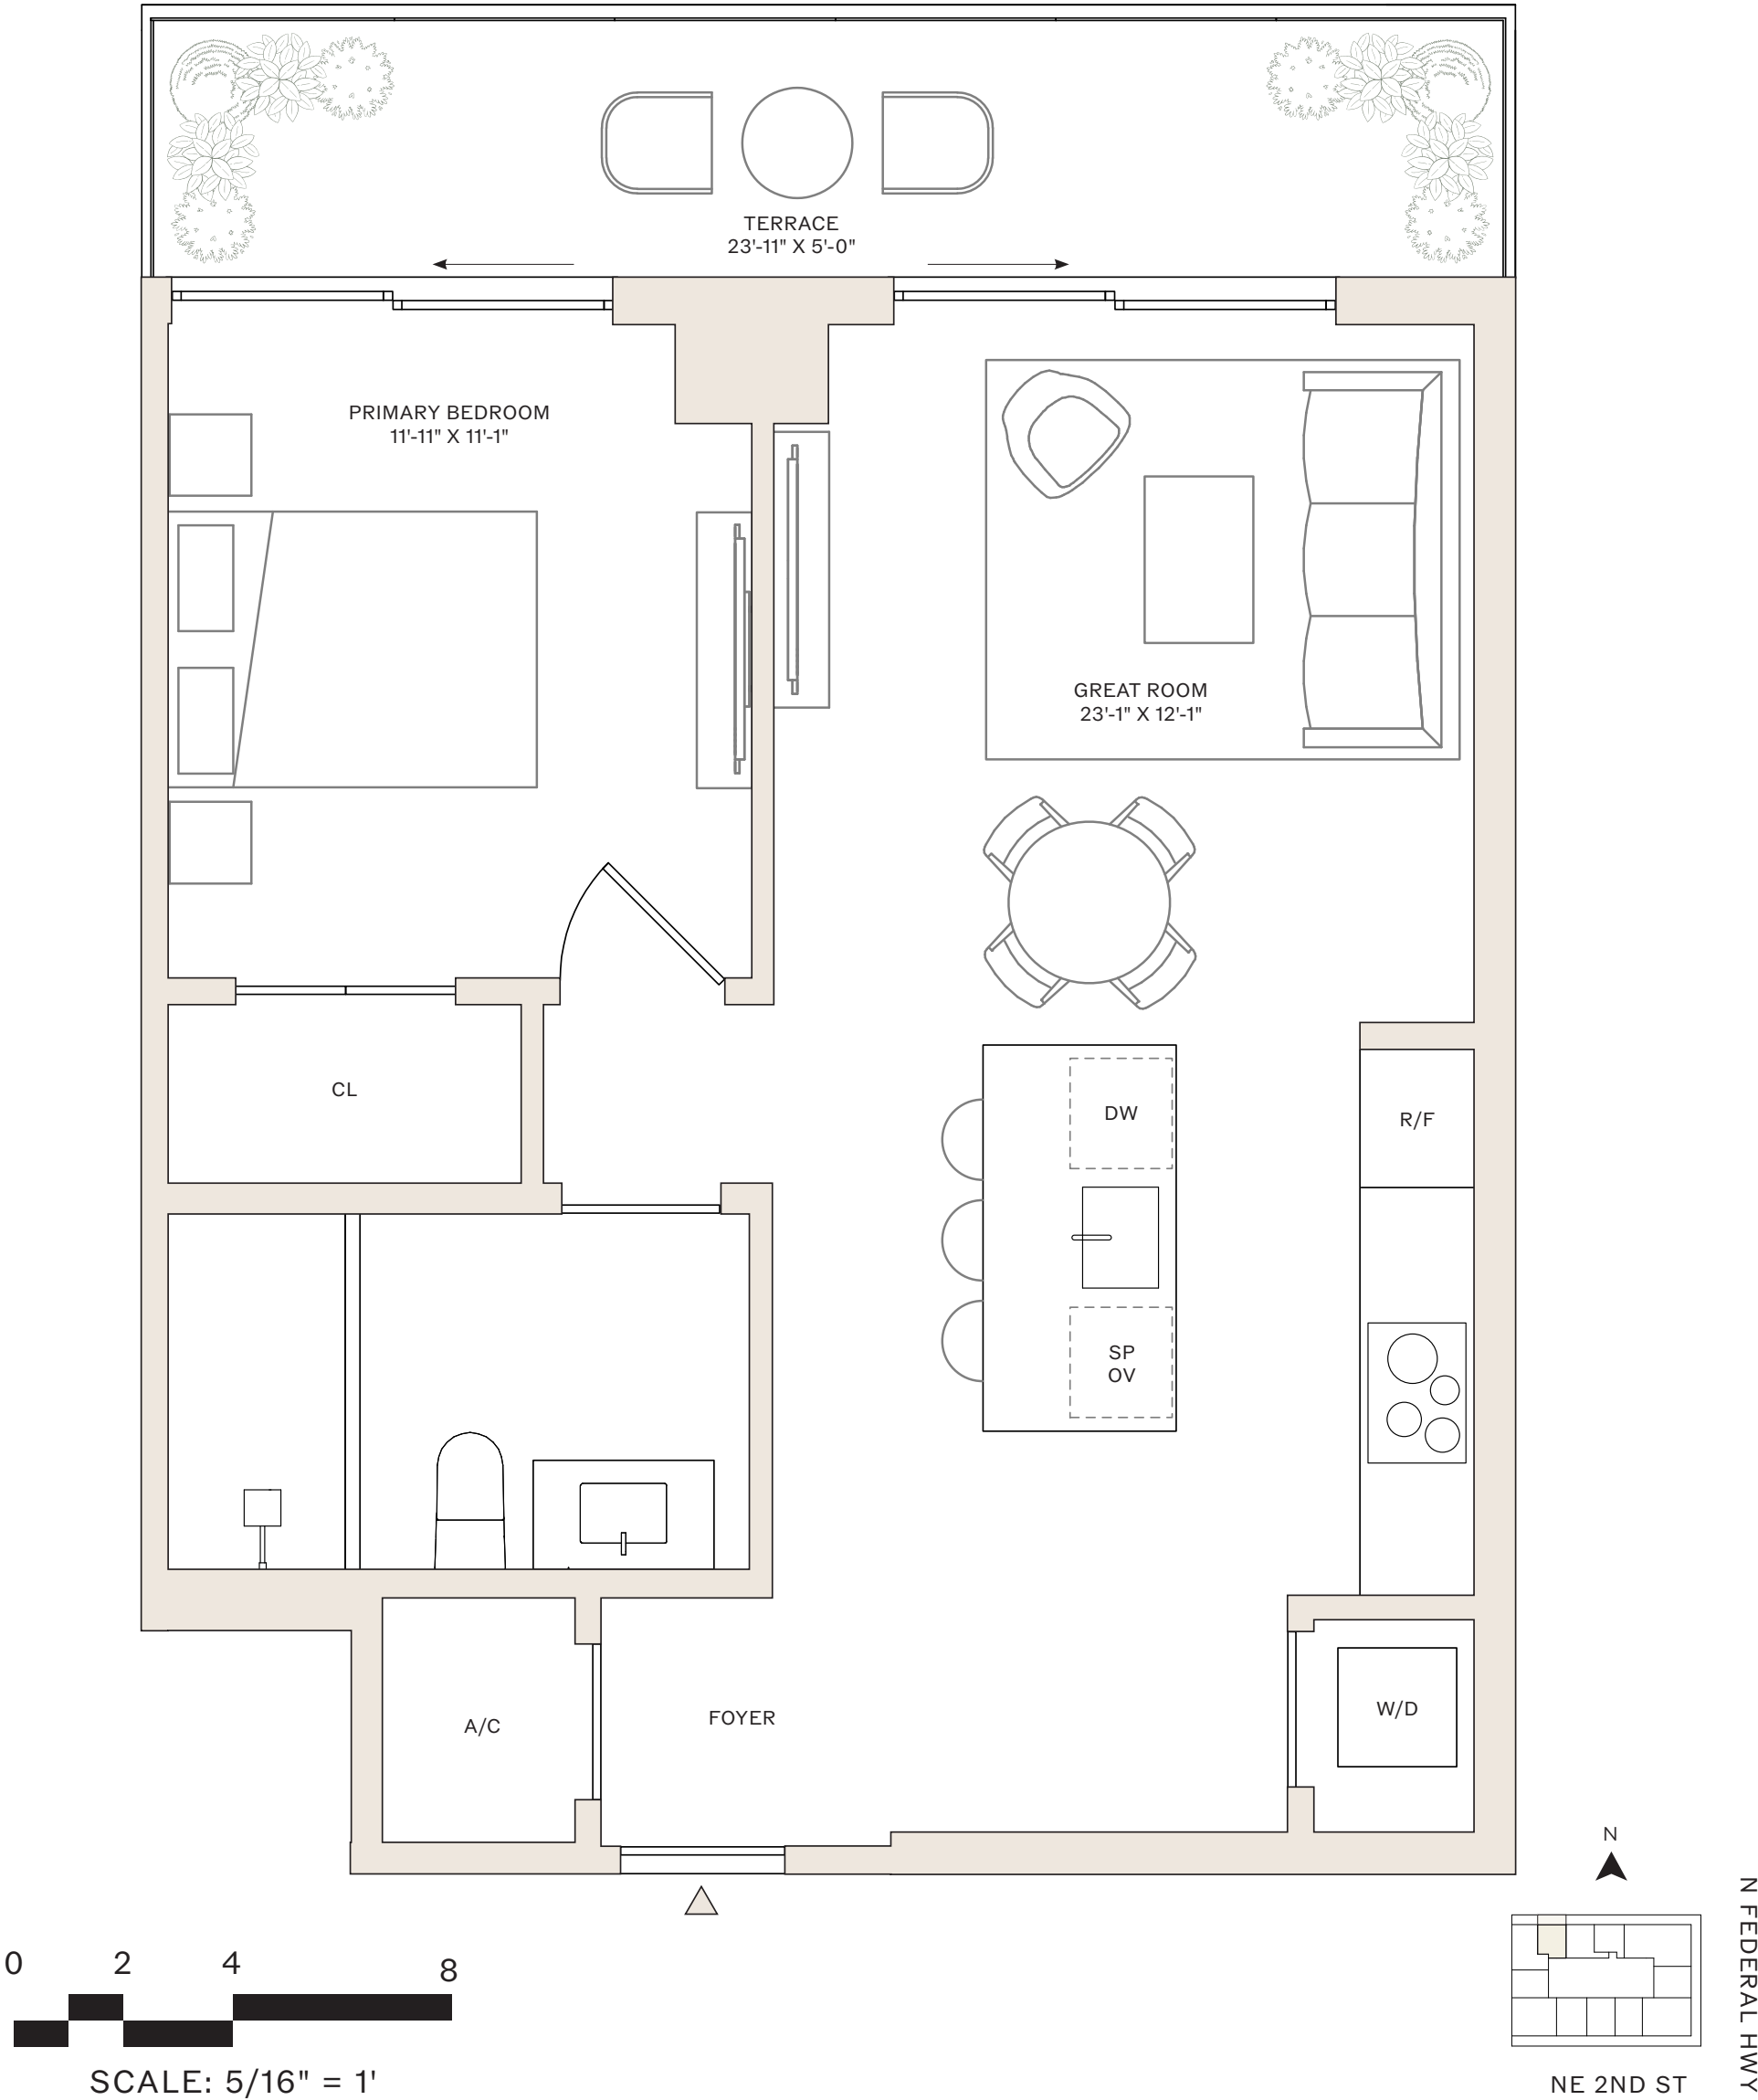 TERRACE
23'-11" X 5'-0"
PRIMARY BEDROOM
11'-11" X 11'-1"
GREAT ROOM
23'-1" X 12'-1"
CL
DW
R/F
SP
OV
A/C
FOYER
W/D
N
N FEDERAL HWY
0 2 4 8
SCALE: 5/16" = 1'
NE 2ND ST